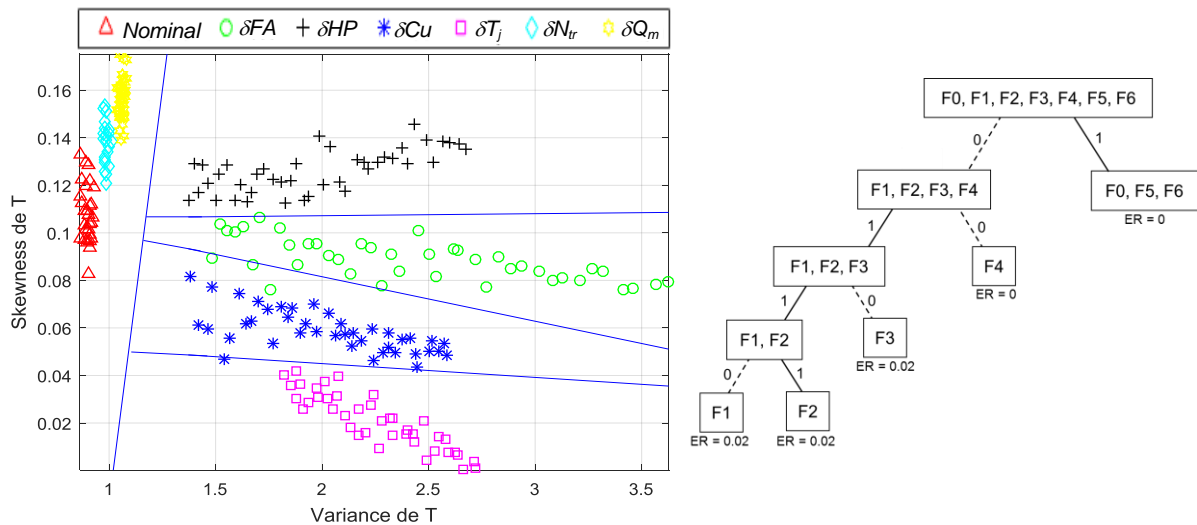 Nominal δFA δHP δCu δTj δNtr δQm
0.16
0.14
0.12
0.1
0.08
0.06
0.04
0.02
Skewness de T
1 1.5 2 2.5 3 3.5
Variance de T
F0, F1, F2, F3, F4, F5, F6
0 1
F1, F2, F3, F4
F0, F5, F6
ER = 0
1 0
F1, F2, F3
F4
ER = 0
1 0
F1, F2
F3
ER = 0.02
0 1
F1
F2
ER = 0.02
ER = 0.02